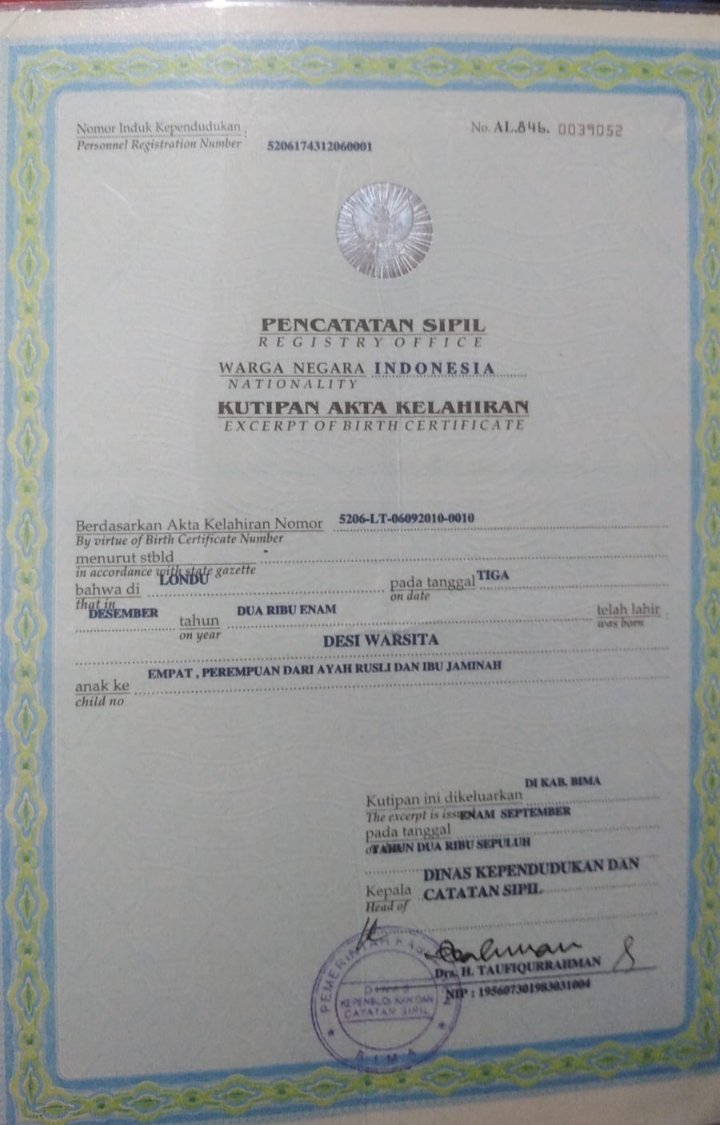 Nomor Induk Kependudukan :
Personnel Registration Number 5206174312060001
No. AL.846. 0039052
PENCATATAN SIPIL
REGISTRY OFFICE
WARGA NEGARA INDONESIA
NATIONALITY
KUTIPAN AKTA KELAHIRAN
EXCERPT OF BIRTH CERTIFICATE
Berdasarkan Akta Kelahiran Nomor 5206-LT-06092010-0010
By virtue of Birth Certificate Number
menurut stbld -
in accordance with state gazette
bahwa di LONDU pada tanggal TIGA
that in on date
DESEMBER tahun DUA RIBU ENAM telah lahir
on year was born
DESI WARSITA
anak ke EMPAT , PEREMPUAN DARI AYAH RUSLI DAN IBU JAMINAH
child no
Kutipan ini dikeluarkan DI KAB. BIMA
The excerpt is issued ENAM SEPTEMBER
pada tanggal
TAHUN DUA RIBU SEPULUH
Kepala DINAS KEPENDUDUKAN DAN
Head of CATATAN SIPIL
Drs. H. TAUFIQURRAHMAN
NIP : 195607301983031004
PEMERINTAH KAB
DINAS
KEPENDUDUKAN DAN
CATATAN SIPIL
BIMA